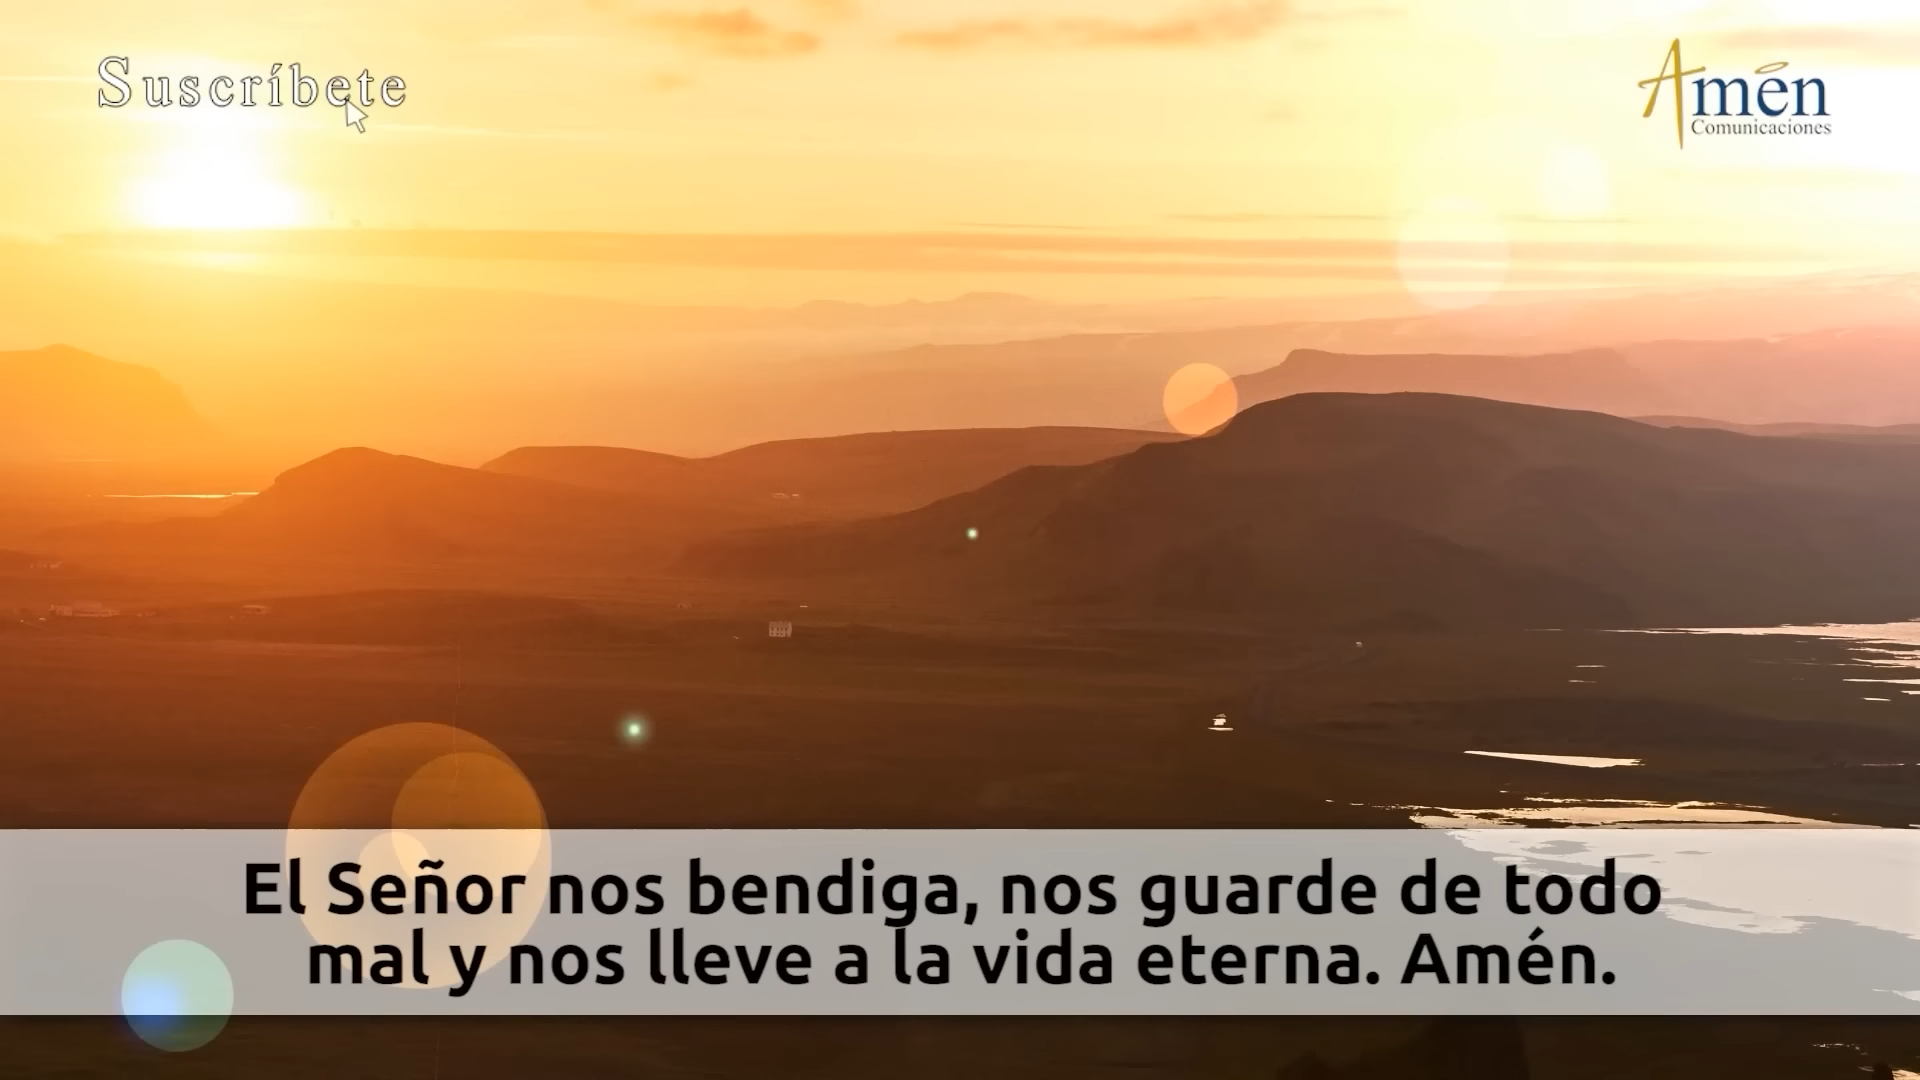 Suscríbete
Amén
Comunicaciones
El Señor nos bendiga, nos guarde de todo
mal y nos lleve a la vida eterna. Amén.